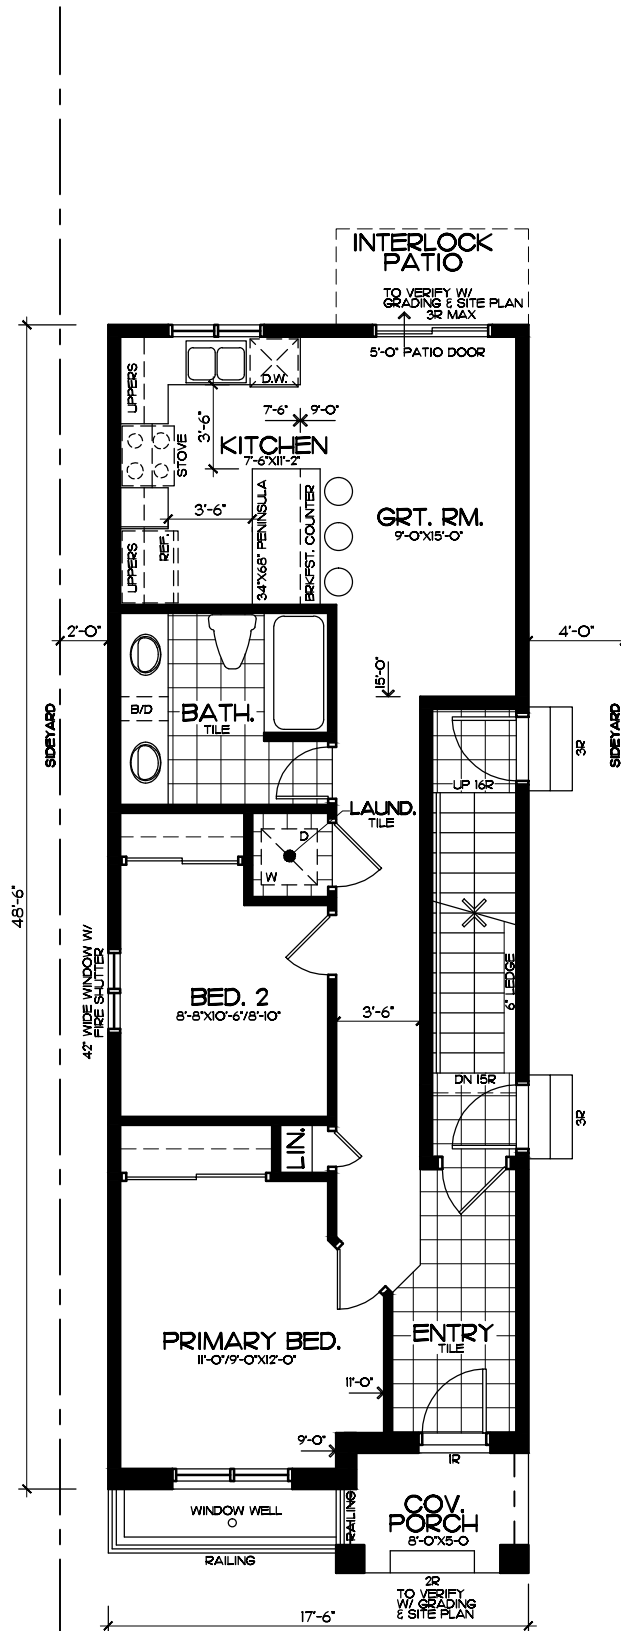 INTERLOCK
PATIO
TO VERIFY W/
GRADING & SITE PLAN
3R MAX
5'-0" PATIO DOOR
UPPERS
D.W.
7'-6" 9'-0"
3'-6"
KITCHEN
7'-6"X11'-2"
STOVE
3'-6"
34"X68" PENINSULA
BRKFST. COUNTER
GRT. RM.
9'-0"X15'-0"
REF.
UPPERS
2'-0"
4'-0"
15'-0"
SIDEYARD
B/D
BATH.
TILE
SIDEYARD
3R
UP 16R
LAUND.
TILE
D
W
48'-6"
42" WIDE WINDOW W/
FIRE SHUTTER
BED. 2
8'-8"X10'-6"/8'-10"
6" LEDGE
3'-6"
DN 15R
3R
LIN.
PRIMARY BED.
11'-0"/9'-0"X12'-0"
ENTRY
TILE
11'-0"
9'-0"
1R
WINDOW WELL
RAILING
RAILING
COV.
PORCH
8'-0"X5'-0
2R
TO VERIFY
W/ GRADING
& SITE PLAN
17'-6"